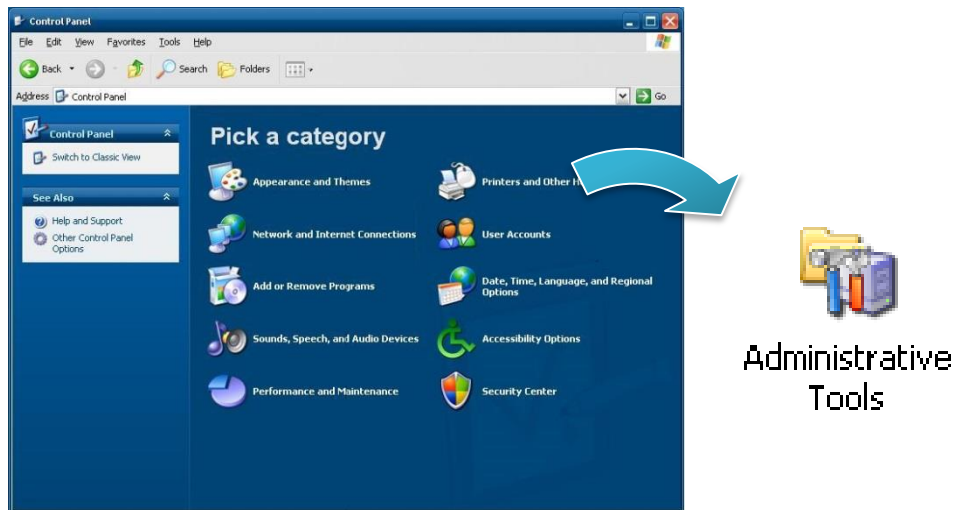 Control Panel
File Edit View Favorites Tools Help
Back Search Folders
Address Control Panel Go
Control Panel
Switch to Classic View
See Also
Help and Support
Other Control Panel
Options
Pick a category
Appearance and Themes
Printers and Other
Network and Internet Connections
User Accounts
Add or Remove Programs
Date, Time, Language, and Regional
Options
Sounds, Speech, and Audio Devices
Accessibility Options
Performance and Maintenance
Security Center
Administrative
Tools